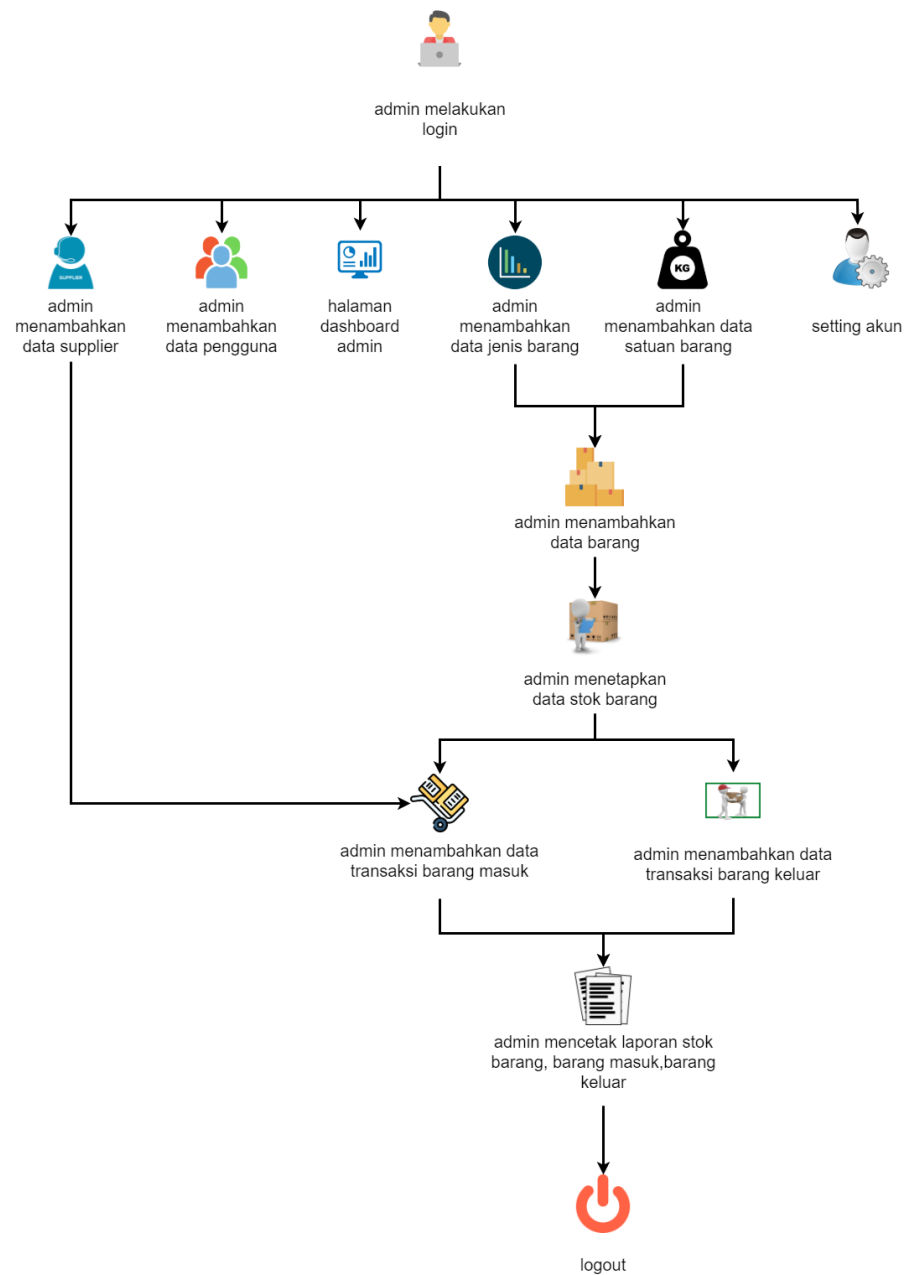 admin melakukan
login
SUPPLIER
admin
menambahkan
data supplier
admin
menambahkan
data pengguna
halaman
dashboard
admin
admin
menambahkan
data jenis barang
KG
admin
menambahkan data
satuan barang
setting akun
admin menambahkan
data barang
admin menetapkan
data stok barang
admin menambahkan data
transaksi barang masuk
admin menambahkan data
transaksi barang keluar
admin mencetak laporan stok
barang, barang masuk,barang
keluar
logout